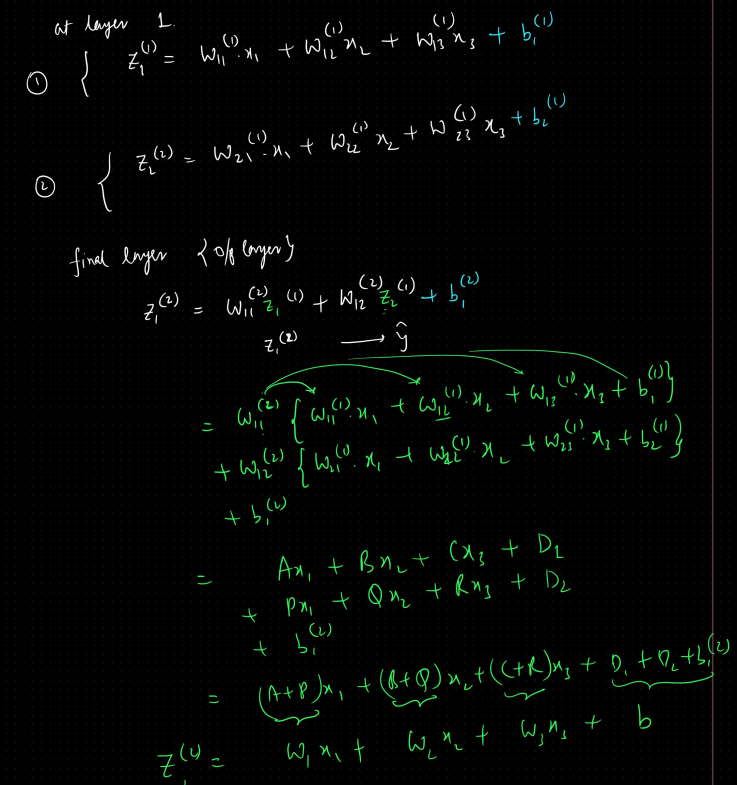 at layer 1.
① { z₁⁽¹⁾ = w₁₁⁽¹⁾·x₁ + w₁₂⁽¹⁾x₂ + w₁₃⁽¹⁾x₃ + b₁⁽¹⁾
② { z₂⁽²⁾ = w₂₁⁽¹⁾·x₁ + w₂₂⁽¹⁾x₂ + w₂₃⁽¹⁾x₃ + b₂⁽¹⁾
final layer {o/p layer}
z₁⁽²⁾ = w₁₁⁽²⁾z₁⁽¹⁾ + w₁₂⁽²⁾z₂⁽¹⁾ + b₁⁽²⁾
z₁⁽²⁾ ⟶ ŷ
= w₁₁⁽²⁾ {w₁₁⁽¹⁾·x₁ + w₁₂⁽¹⁾·x₂ + w₁₃⁽¹⁾·x₃ + b₁⁽¹⁾}
+ w₁₂⁽²⁾ {w₂₁⁽¹⁾·x₁ + w₂₂⁽¹⁾·x₂ + w₂₃⁽¹⁾·x₃ + b₂⁽¹⁾}
+ b₁⁽²⁾
= Ax₁ + Bx₂ + Cx₃ + D₁
+ Px₁ + Qx₂ + Rx₃ + D₂
+ b₁⁽²⁾
= (A+P)x₁ + (B+Q)x₂ + (C+R)x₃ + D₁ + D₂ + b₁⁽²⁾
z₁⁽²⁾ = w₁x₁ + w₂x₂ + w₃x₃ + b